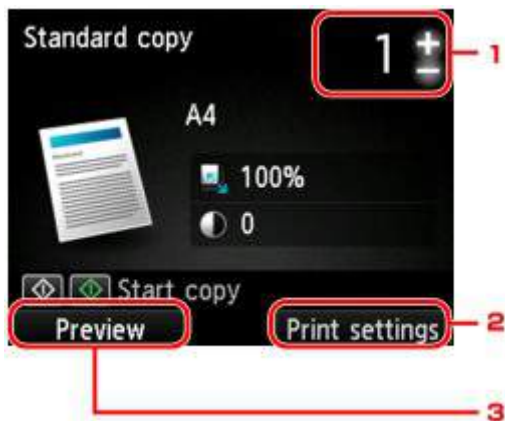 Standard copy
1 + −
1
A4
100%
0
Start copy
Preview
Print settings
2
3